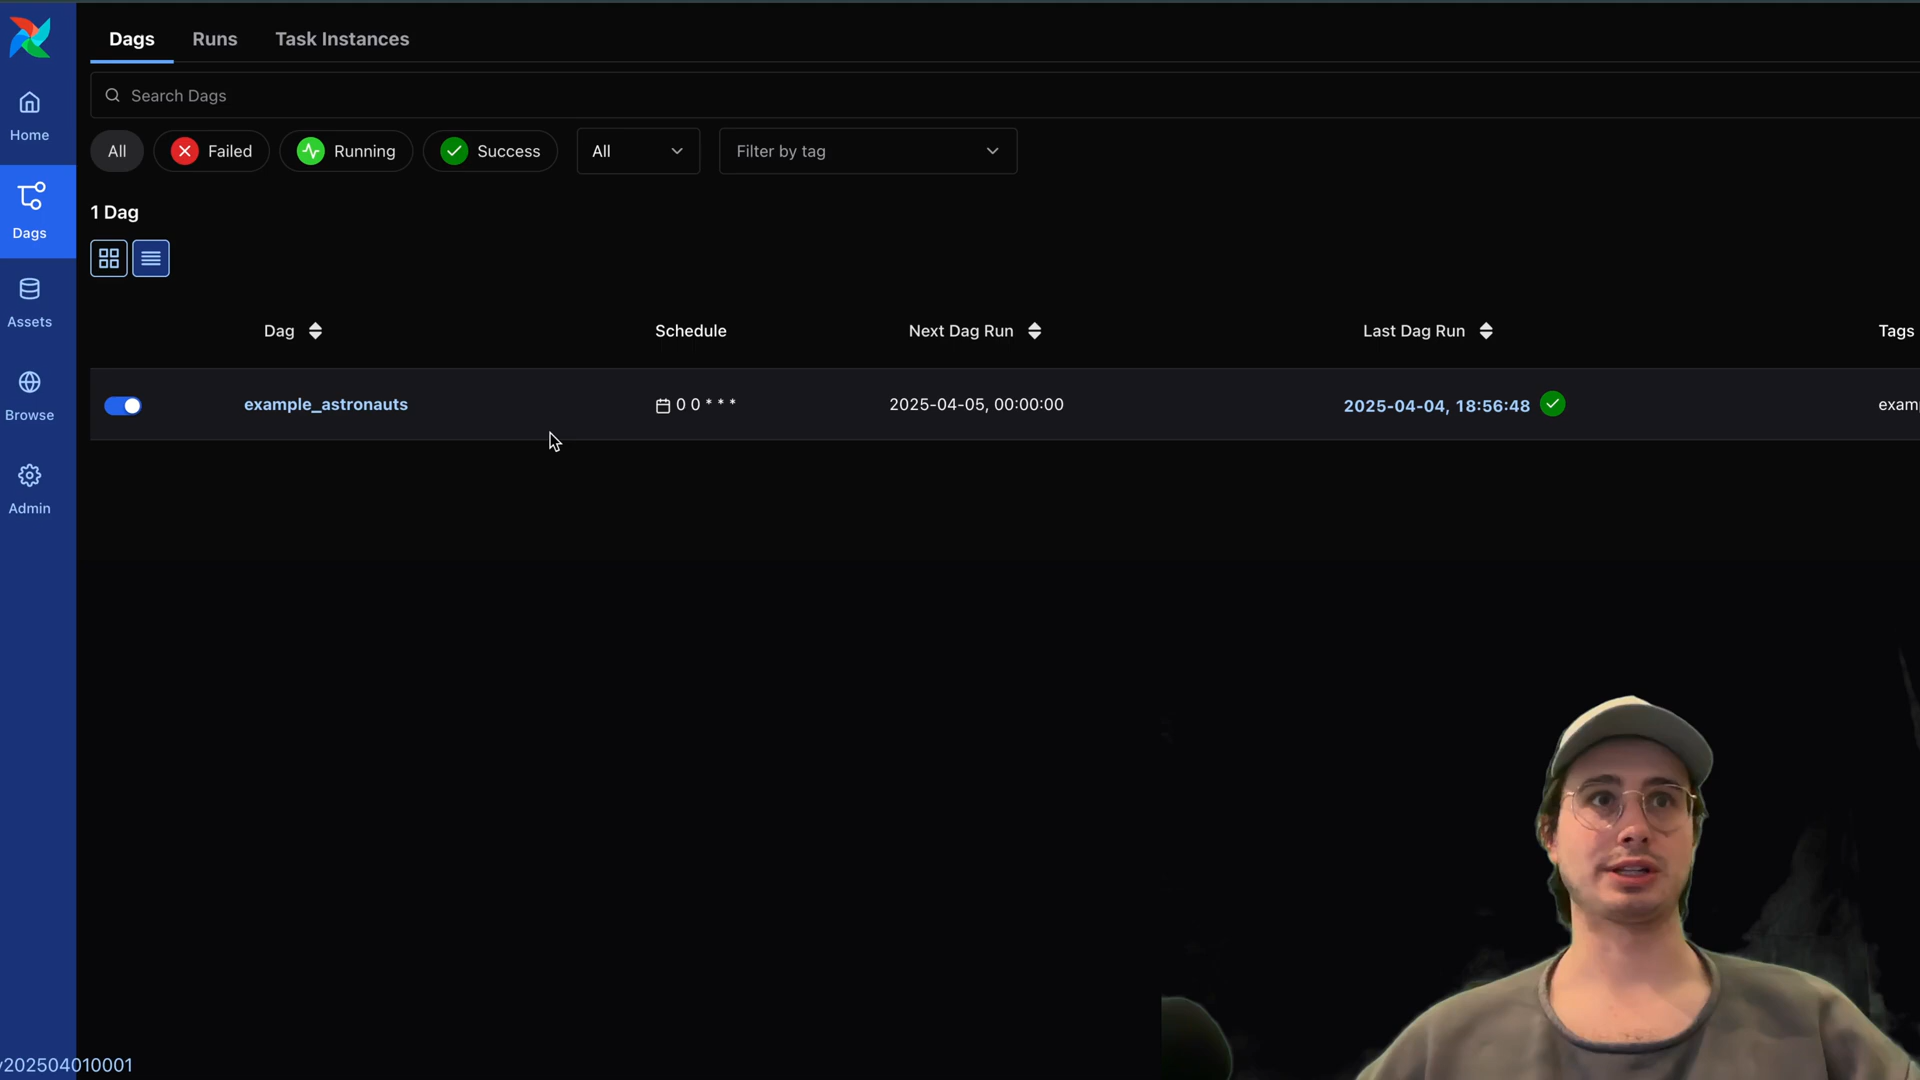 Dags Runs Task Instances
Search Dags
All Failed Running Success All Filter by tag
1 Dag
Home
Dags
Assets
Browse
Admin
Dag Schedule Next Dag Run Last Dag Run Tags
example_astronauts 0 0 * * * 2025-04-05, 00:00:00 2025-04-04, 18:56:48
202504010001